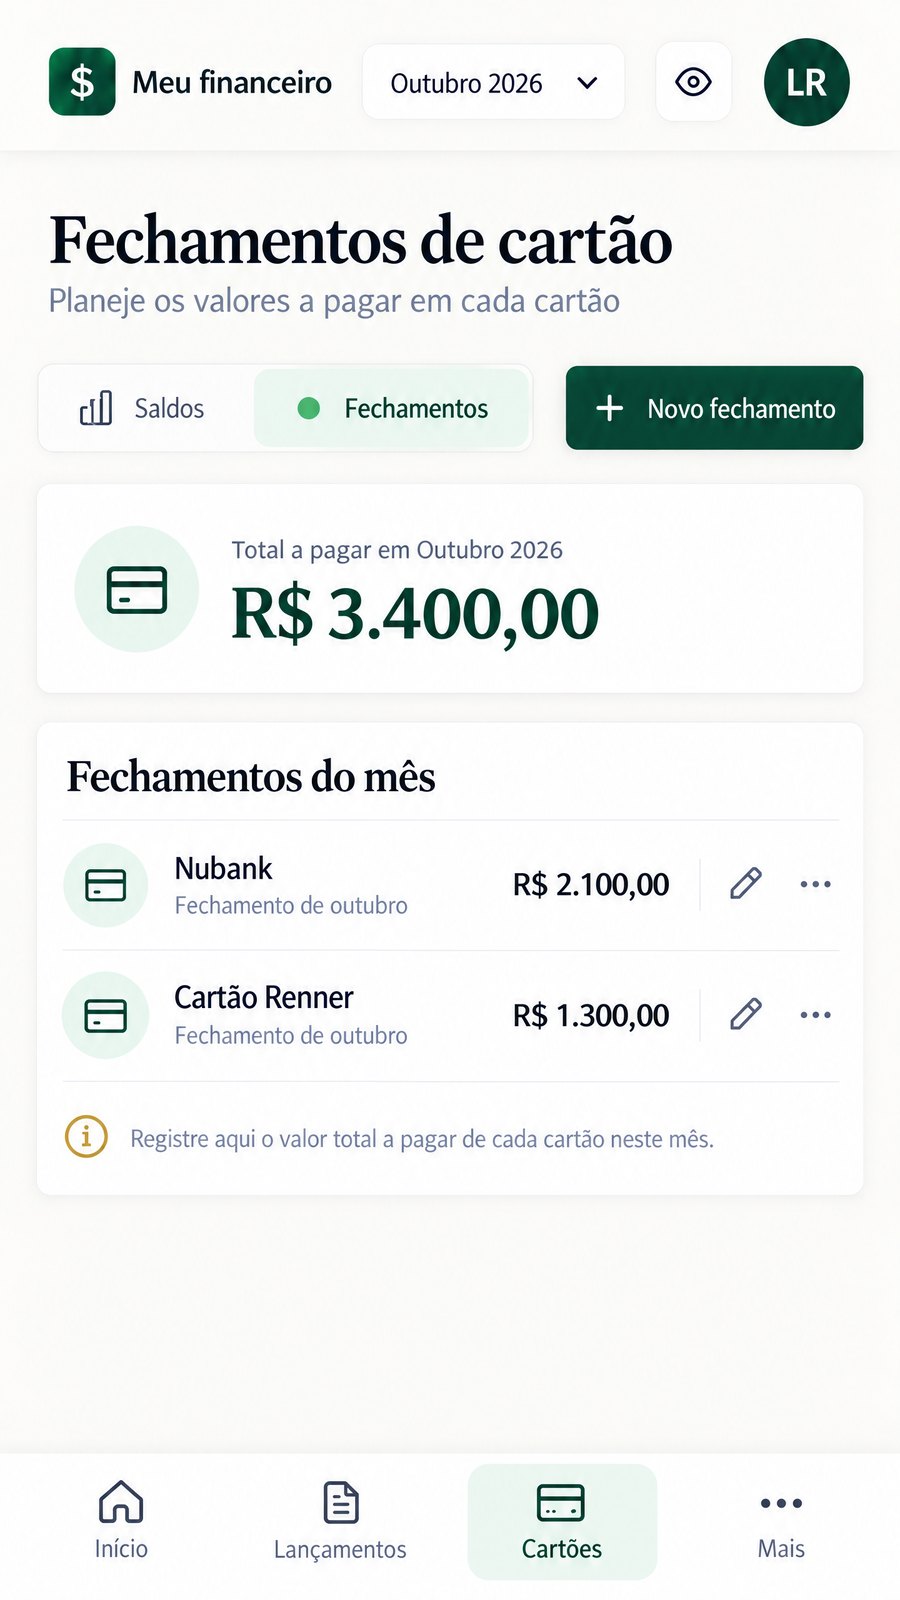 $ Meu financeiro
Outubro 2026
LR
Fechamentos de cartão
Planeje os valores a pagar em cada cartão
Saldos
Fechamentos
+ Novo fechamento
Total a pagar em Outubro 2026
R$ 3.400,00
Fechamentos do mês
Nubank
Fechamento de outubro
R$ 2.100,00
Cartão Renner
Fechamento de outubro
R$ 1.300,00
Registre aqui o valor total a pagar de cada cartão neste mês.
Início
Lançamentos
Cartões
Mais